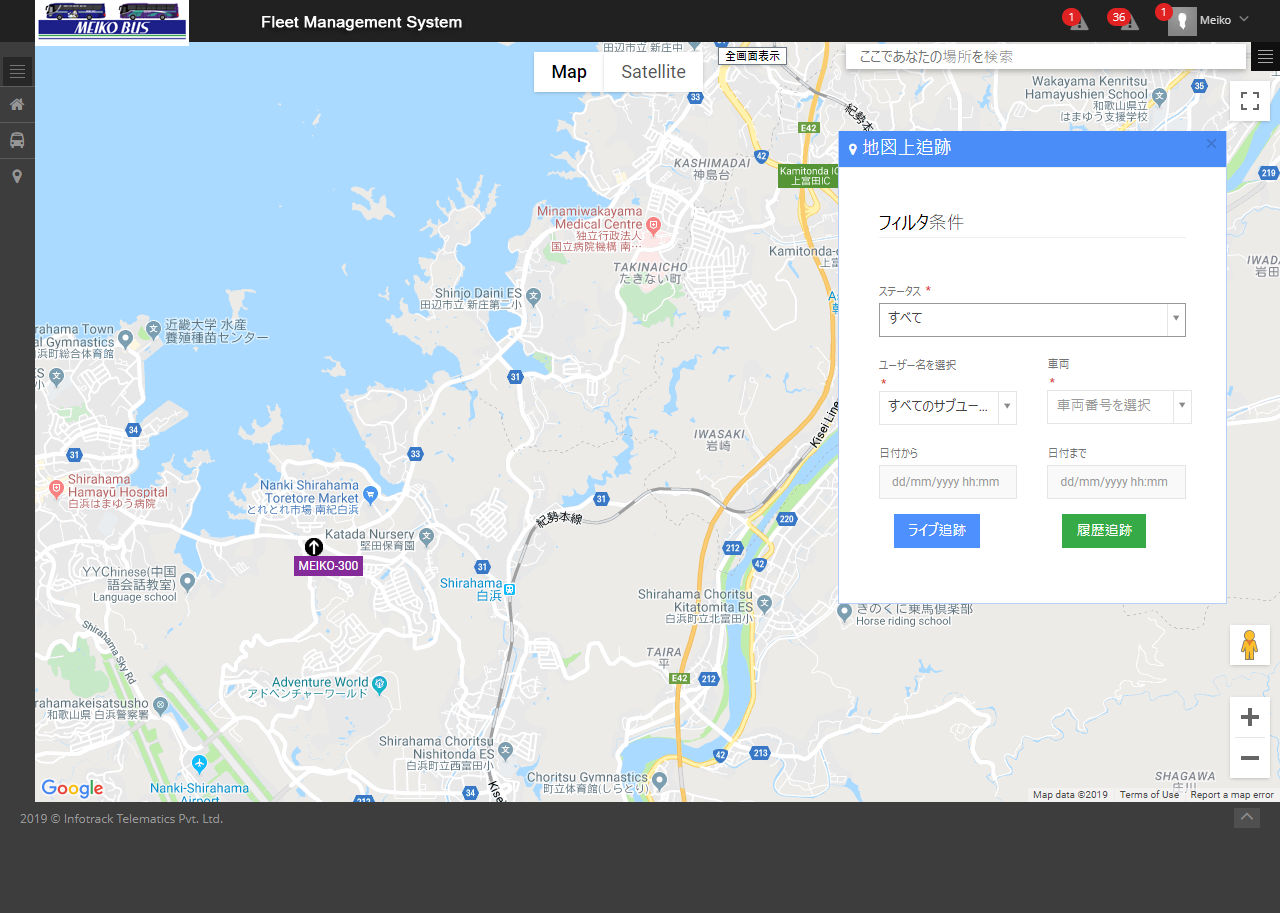 MEIKO BUS
Fleet Management System
1
36
1
Meiko
Map
Satellite
全画面表示
ここであなたの場所を検索
辺田市立 新庄中
33
E42
42
35
219
紀勢本
Wakayama Kenritsu
Hamayushien School
和歌山県立
はまゆう支援学校
KASHIMADAI
神島台
Kamitonda IC
上富田IC
Minamiwakayama
Medical Centre
独立行政法人
国立病院機構 南…
TAKINAICHO
たきない町
Kamitonda-
IWADA
岩田
Shinjo Daini ES
田辺市立 新庄第二小
近畿大学 水産
養殖種苗センター
irahama Town
al Gymnastics
白浜町総合体育館
ES
小
31
34
31
33
31
IWASAKI
岩崎
Kisei Line
Shirahama
Hamayū Hospital
白浜はまゆう病院
Nanki Shirahama
Toretore Market
とれとれ市場 南紀白浜
Katada Nursery
堅田保育園
紀勢本線
MEIKO-300
YYChinese(中国
語会話教室)
Language school
31
Shirahama
白浜
220
212
42
Shirahama Choritsu
Kitatomita ES
白浜町立北富田小
TAIRA
平
E42
212
Shirahama Sky Rd
Adventure World
アドベンチャーワールド
irahamakeisatsusho
和歌山県 白浜警察署
Shirahama Choritsu
Nishitonda ES
白浜町立西富田小
Nanki-Shirahama
Airport
212
34
Kisei
Choritsu Gymnastics
町立体育館(しらとり)
42
213
きのくに乗馬倶楽部
Horse riding school
SHAGAWA
庄川
地図上追跡
×
フィルタ条件
ステータス *
すべて
ユーザー名を選択
*
すべてのサブユー...
車両
*
車両番号を選択
日付から
dd/mm/yyyy hh:mm
日付まで
dd/mm/yyyy hh:mm
ライブ追跡
履歴追跡
Google
Map data ©2019
Terms of Use
Report a map error
2019 © Infotrack Telematics Pvt. Ltd.